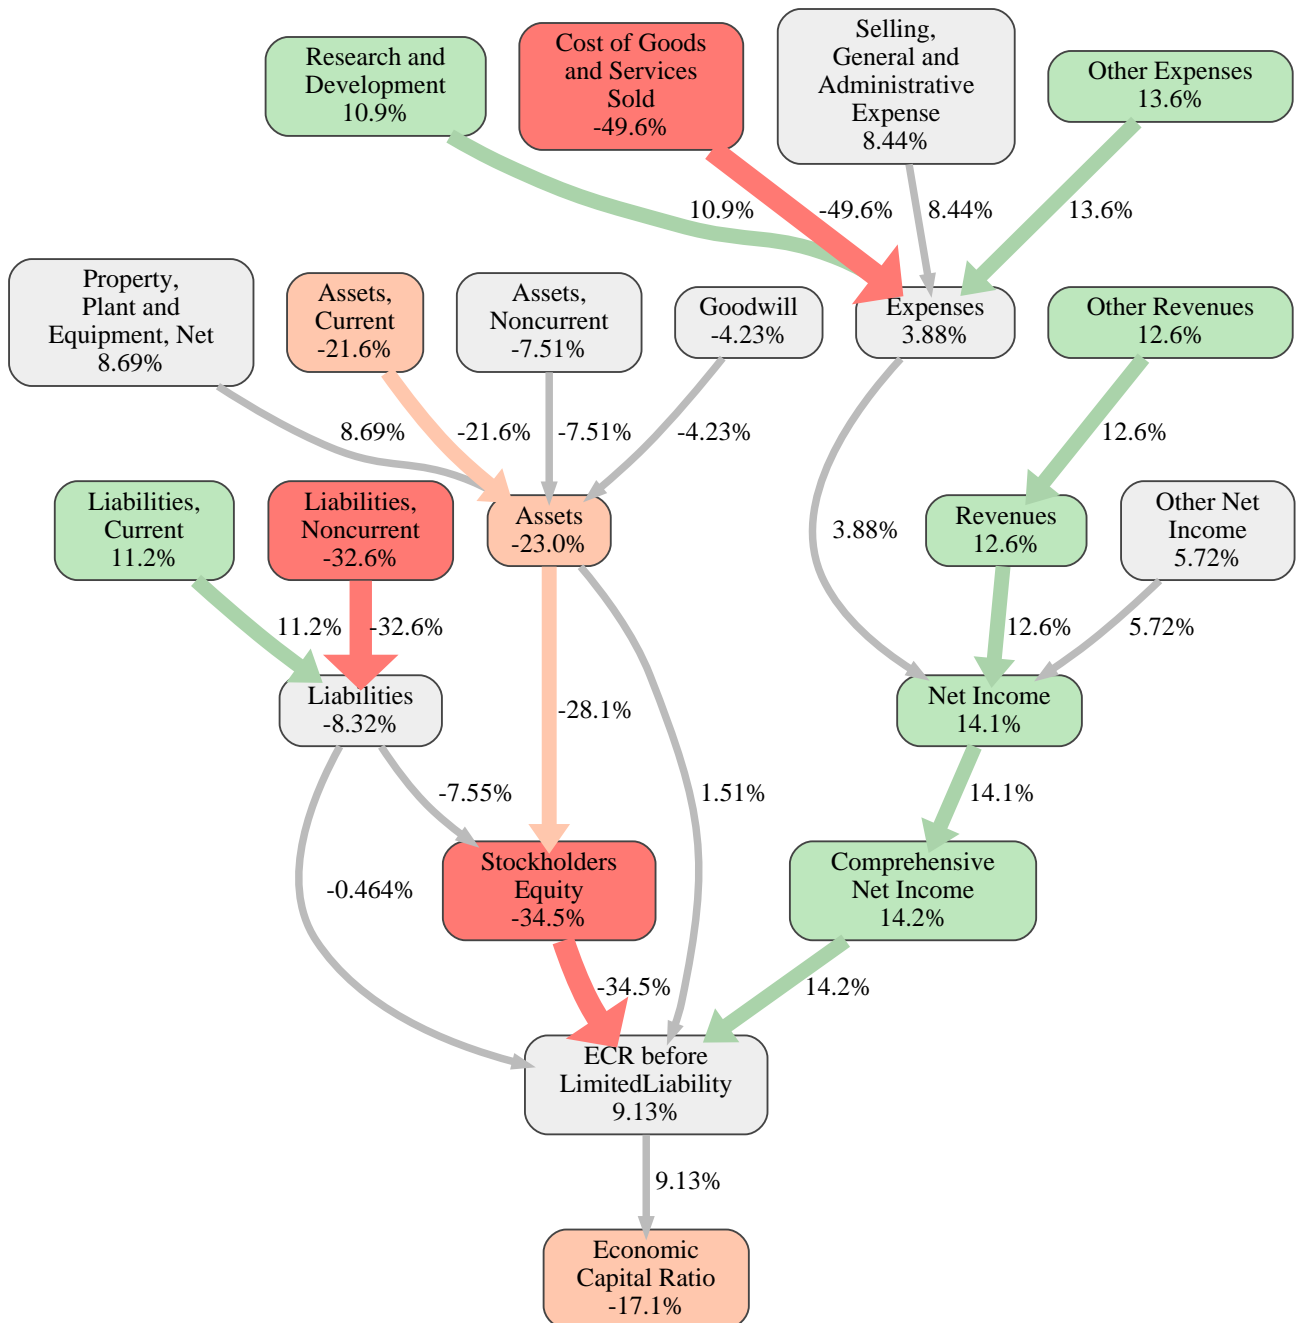 Research and
Development
10.9%
Cost of Goods
and Services
Sold
-49.6%
Selling,
General and
Administrative
Expense
8.44%
Other Expenses
13.6%
10.9%
-49.6%
8.44%
13.6%
Property,
Plant and
Equipment, Net
8.69%
Assets,
Current
-21.6%
Assets,
Noncurrent
-7.51%
Goodwill
-4.23%
Expenses
3.88%
Other Revenues
12.6%
8.69%
-21.6%
-7.51%
-4.23%
12.6%
Liabilities,
Current
11.2%
Liabilities,
Noncurrent
-32.6%
Assets
-23.0%
3.88%
Revenues
12.6%
Other Net
Income
5.72%
11.2%
-32.6%
12.6%
5.72%
Liabilities
-8.32%
-28.1%
Net Income
14.1%
-7.55%
1.51%
14.1%
-0.464%
Stockholders
Equity
-34.5%
Comprehensive
Net Income
14.2%
-34.5%
14.2%
ECR before
LimitedLiability
9.13%
9.13%
Economic
Capital Ratio
-17.1%